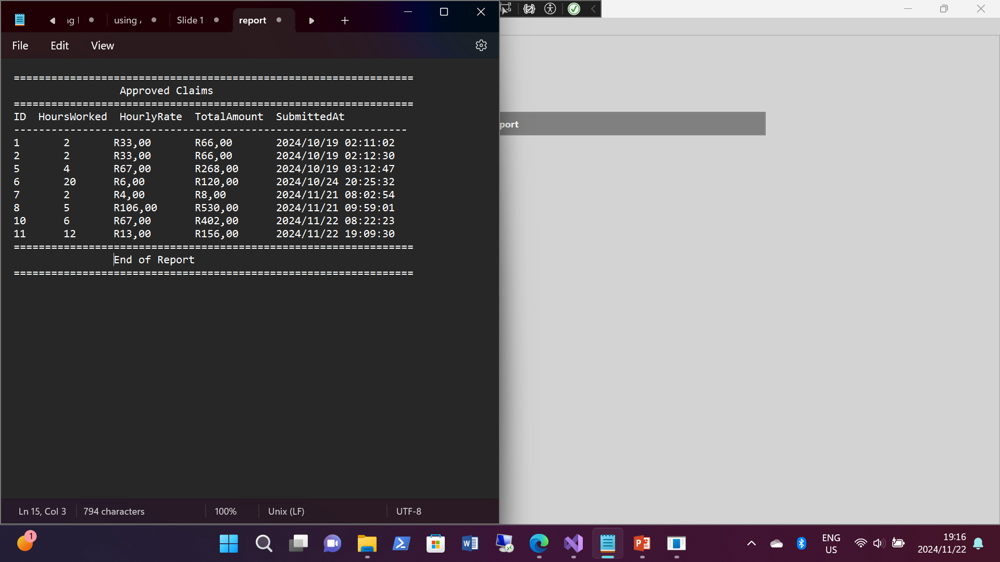 using
Slide 1
report
File Edit View
================================================================
Approved Claims
================================================================
ID HoursWorked HourlyRate TotalAmount SubmittedAt
---------------------------------------------------------------
1 2 R33,00 R66,00 2024/10/19 02:11:02
2 2 R33,00 R66,00 2024/10/19 02:12:30
5 4 R67,00 R268,00 2024/10/19 03:12:47
6 20 R6,00 R120,00 2024/10/24 20:25:32
7 2 R4,00 R8,00 2024/11/21 08:02:54
8 5 R106,00 R530,00 2024/11/21 09:59:01
10 6 R67,00 R402,00 2024/11/22 08:22:23
11 12 R13,00 R156,00 2024/11/22 19:09:30
================================================================
End of Report
================================================================
port
Ln 15, Col 3 794 characters 100% Unix (LF) UTF-8
1
ENG
US
19:16
2024/11/22